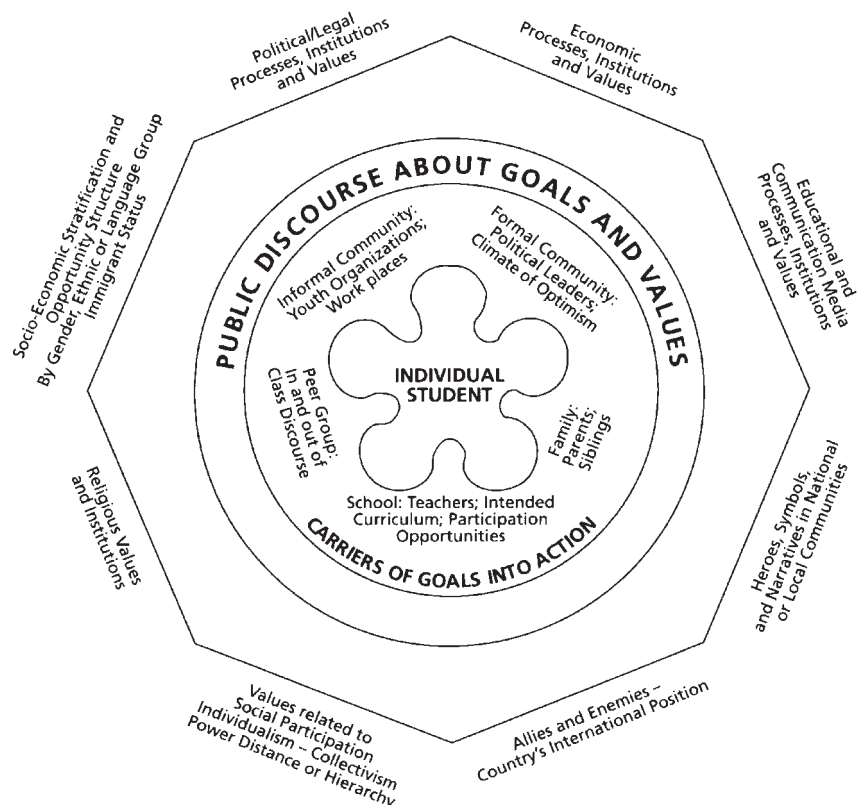 Political/Legal
Processes, Institutions
and Values
Economic
Processes, Institutions
and Values
Socio-Economic Stratification and
Opportunity Structure
By Gender, Ethnic or Language Group
Immigrant Status
Educational and
Communication Media
Processes, Institutions
and Values
PUBLIC DISCOURSE ABOUT GOALS AND VALUES
Informal Community:
Youth Organizations;
Work places
Formal Community:
Political Leaders;
Climate of Optimism
INDIVIDUAL
STUDENT
Peer Group:
In and out of
Class Discourse
Family:
Parents;
Siblings
School: Teachers; Intended
Curriculum; Participation
Opportunities
CARRIERS OF GOALS INTO ACTION
Religious Values
and Institutions
Heroes, Symbols,
and Narratives in National
or Local Communities
Values related to
Social Participation
Individualism – Collectivism
Power Distance or Hierarchy
Allies and Enemies –
Country's International Position